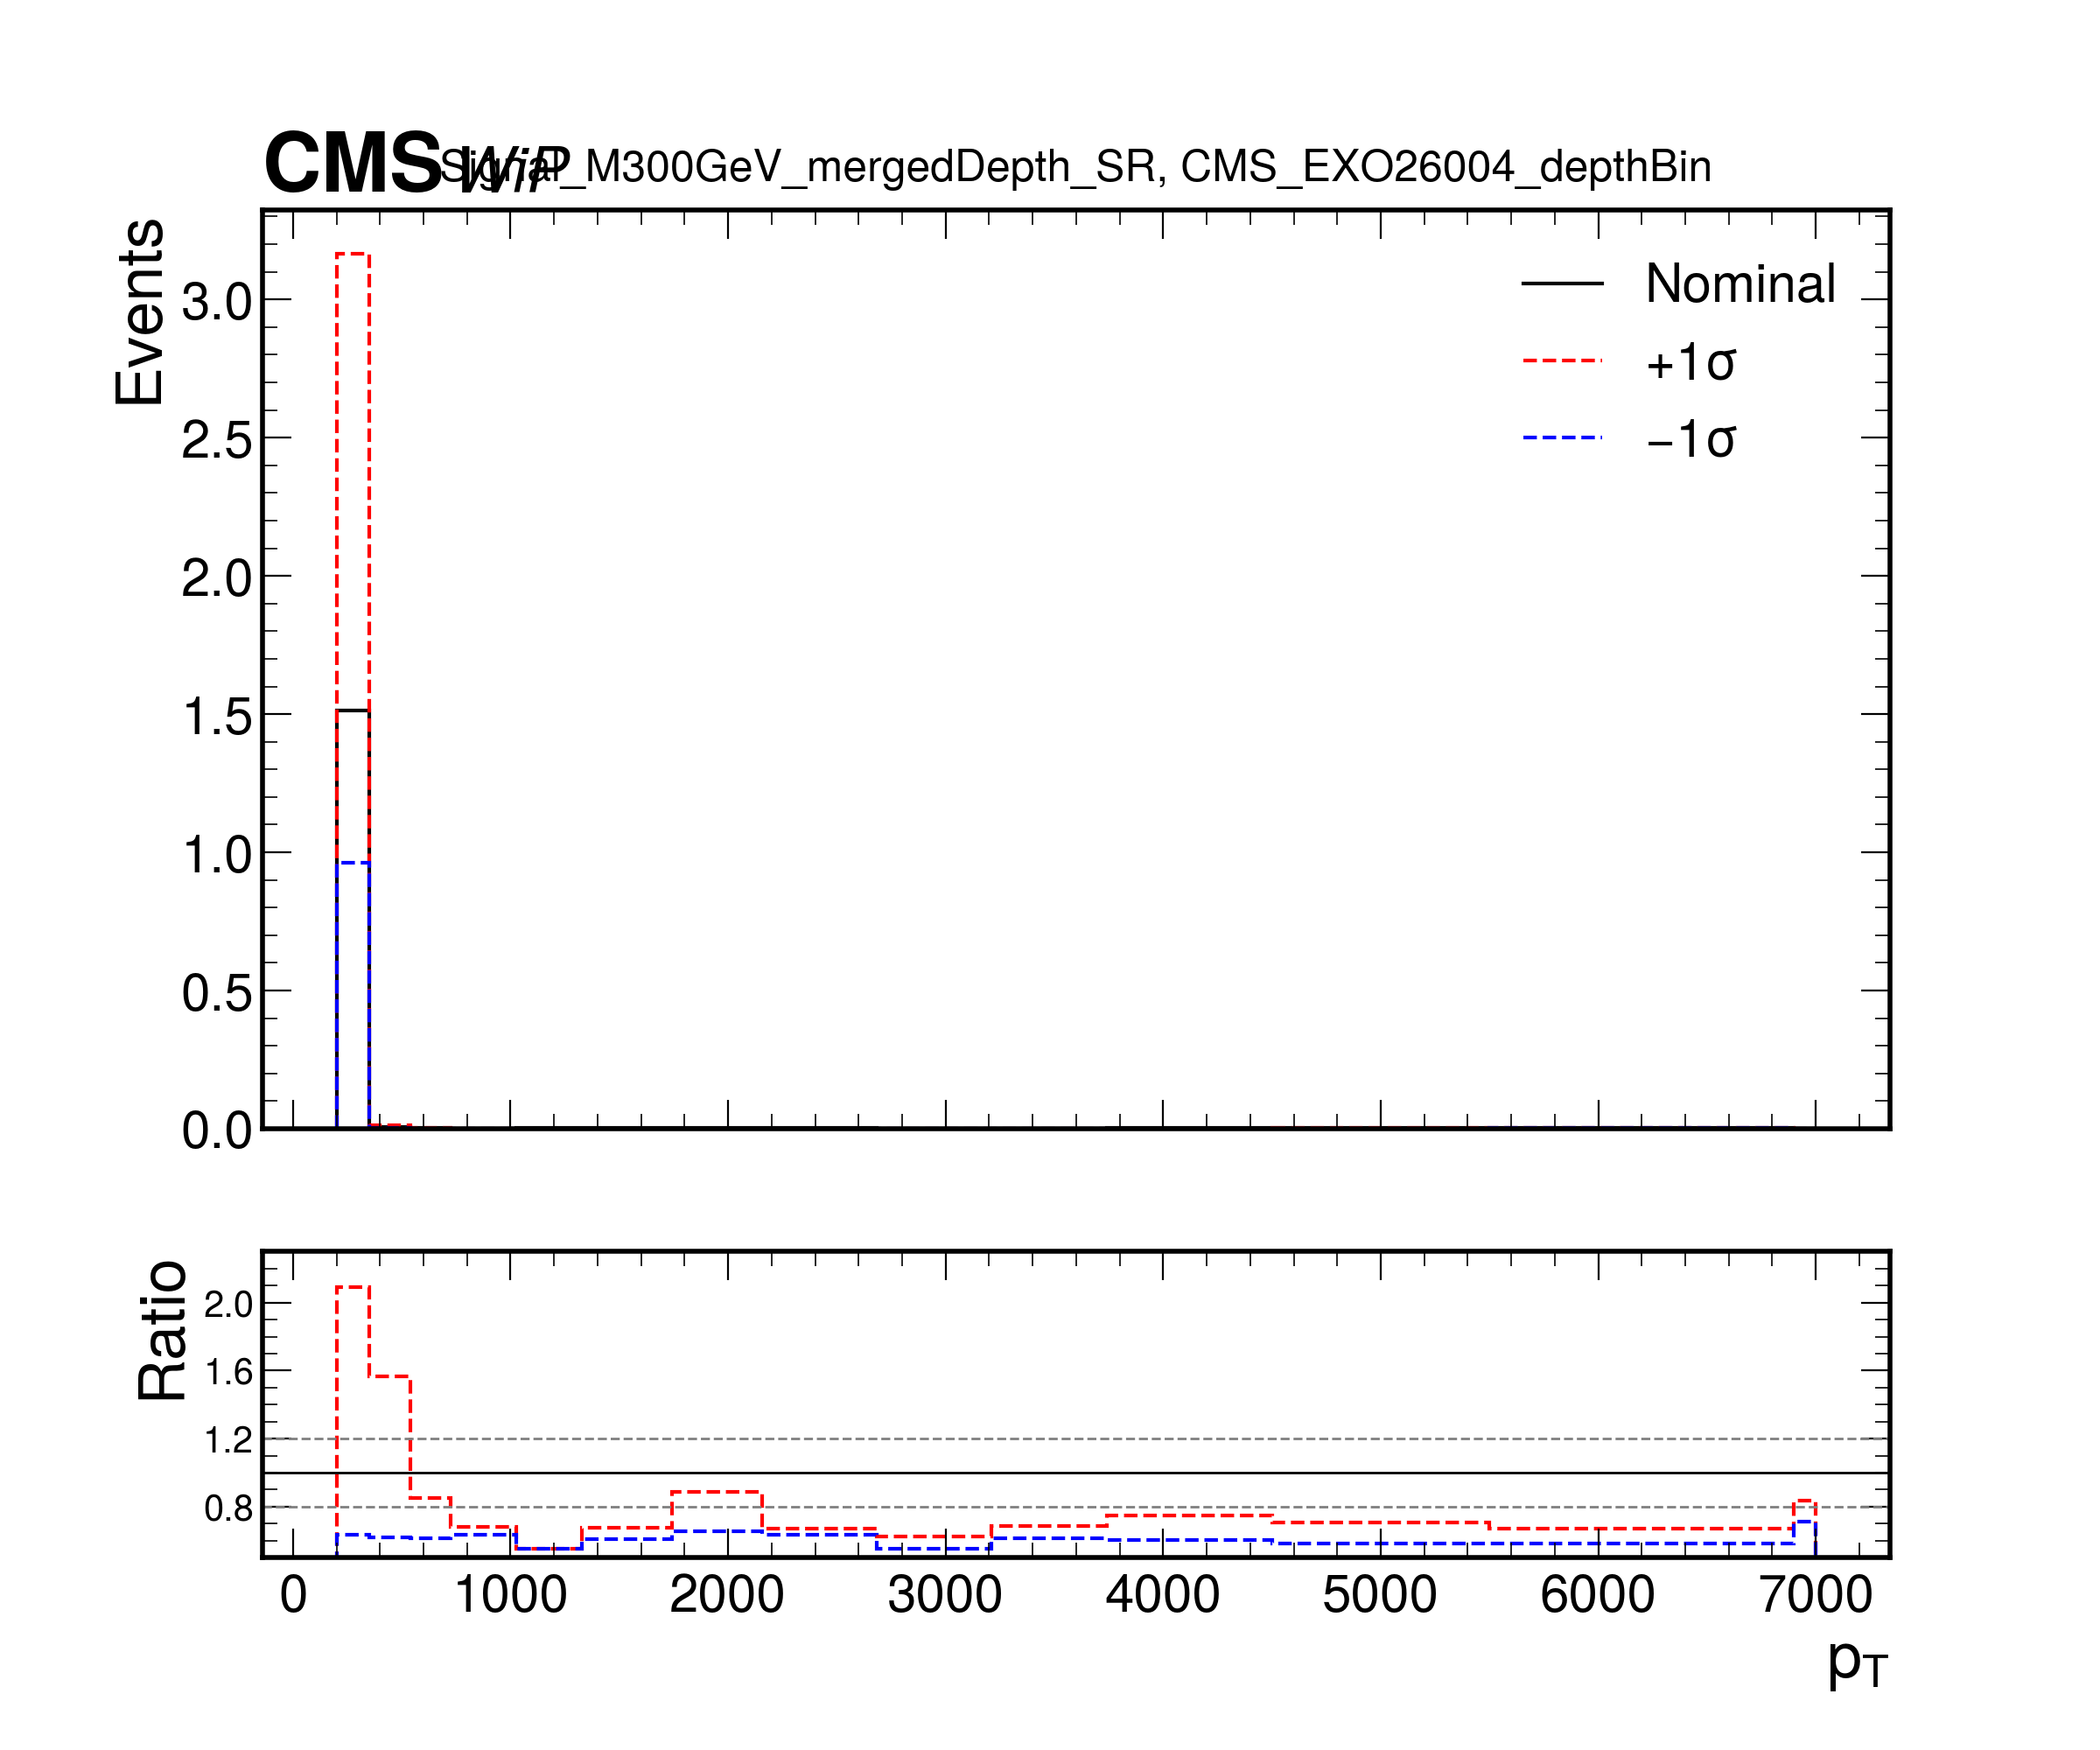 CMS WiP Signal_M300GeV_mergedDepth_SR, CMS_EXO26004_depthBin
Events
3.0
2.5
2.0
1.5
1.0
0.5
0.0
Nominal
+1σ
−1σ
Ratio
2.0
1.6
1.2
0.8
0 1000 2000 3000 4000 5000 6000 7000
pT